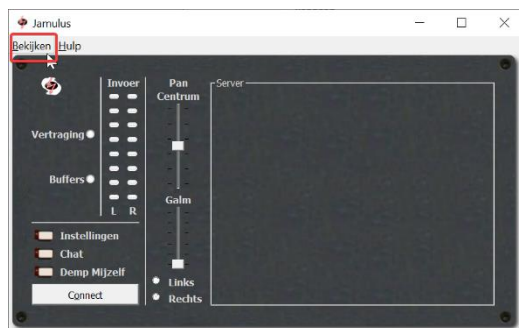 Jamulus
Bekijken Hulp
Invoer
Pan
Centrum
Server
Vertraging
Buffers
L R
Galm
Instellingen
Chat
Demp Mijzelf
Connect
Links
Rechts